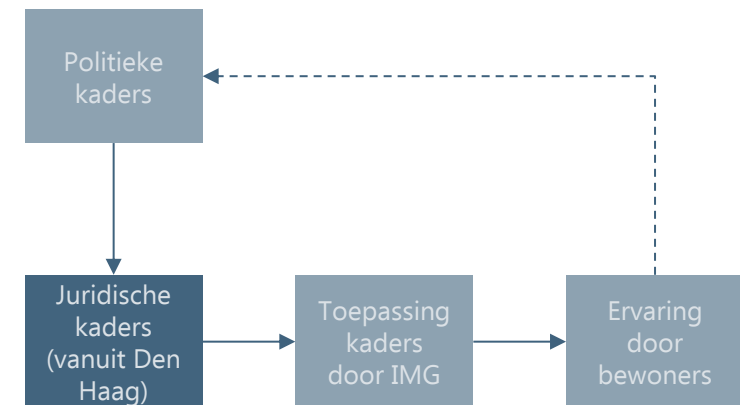 Politieke
kaders
Juridische
kaders
(vanuit Den
Haag)
Toepassing
kaders
door IMG
Ervaring
door
bewoners